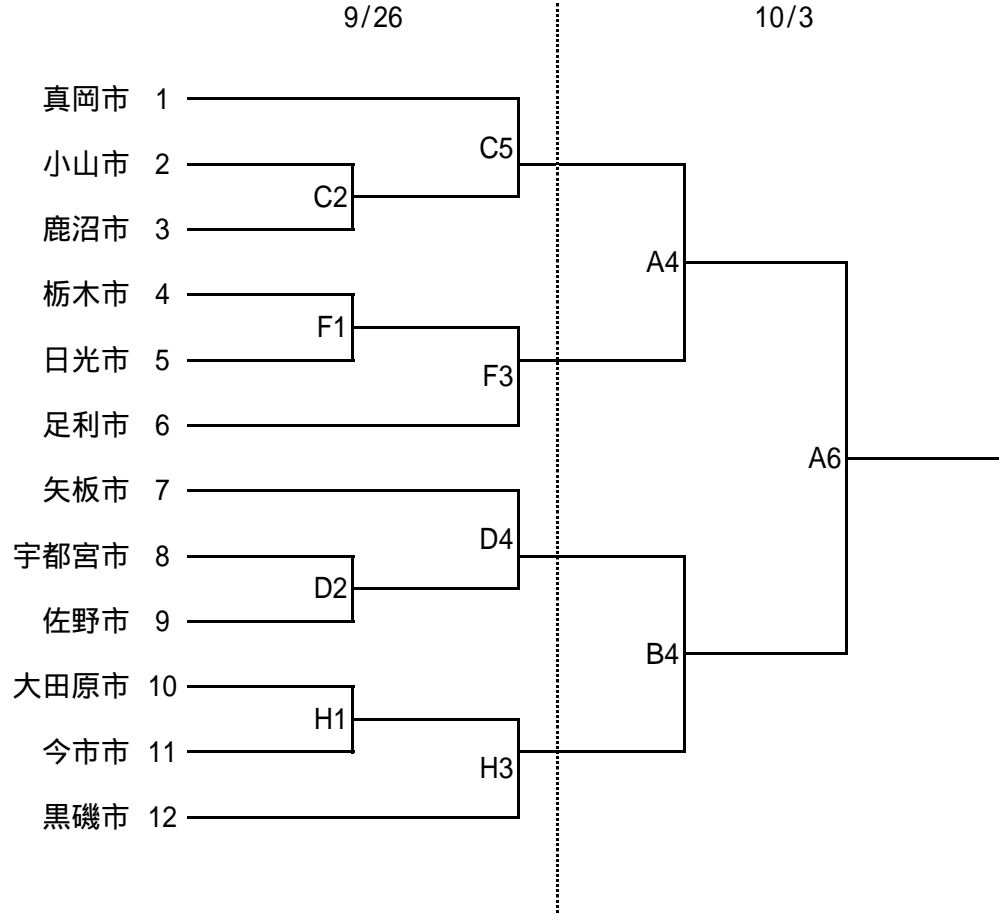 9/26 10/3
真岡市 1
C5
小山市 2
C2
鹿沼市 3
A4
栃木市 4
F1
日光市 5
F3
足利市 6
A6
矢板市 7
D4
宇都宮市 8
D2
佐野市 9
B4
大田原市 10
H1
今市市 11
H3
黒磯市 12